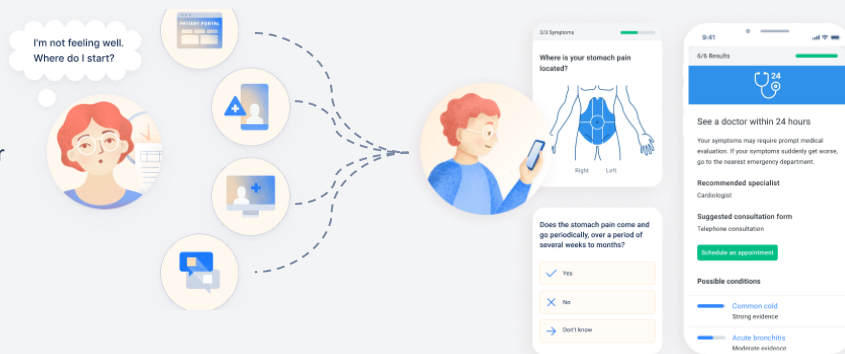 PATIENT PORTAL
I'm not feeling well.
Where do I start?
r
3/3 Symptoms
Where is your stomach pain
located?
Right Left
Does the stomach pain come and
go periodically, over a period of
several weeks to months?
Yes
No
Don't know
9:41
6/6 Results
24
See a doctor within 24 hours
Your symptoms may require prompt medical
evaluation. If your symptoms suddenly get worse,
go to the nearest emergency department.
Recommended specialist
Cardiologist
Suggested consultation form
Telephone consultation
Schedule an appointment
Possible conditions
Common cold
Strong evidence
Acute bronchitis
Moderate evidence